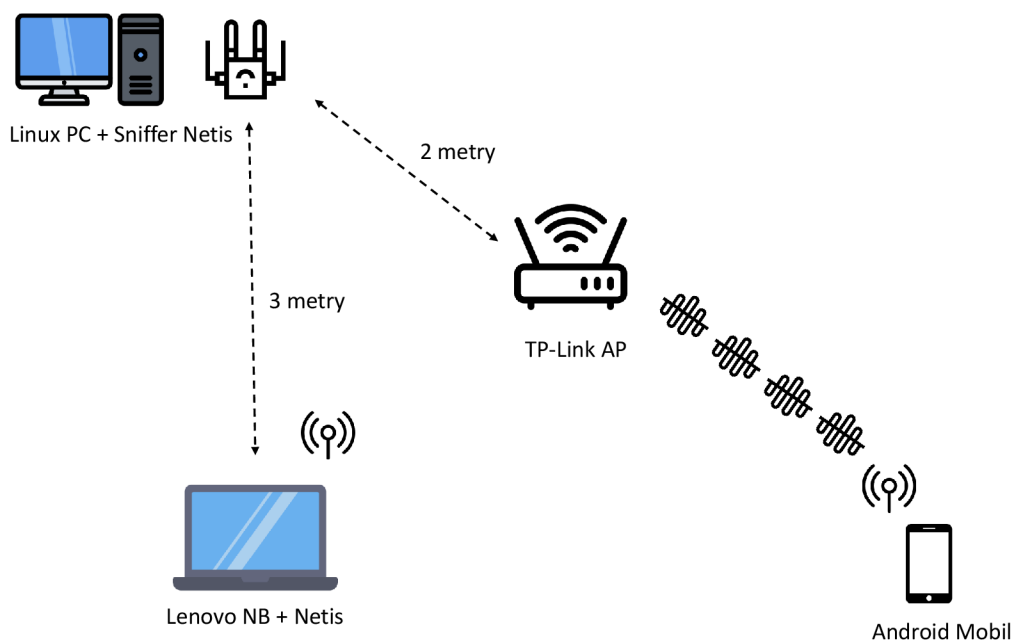 Linux PC + Sniffer Netis
2 metry
3 metry
TP-Link AP
Lenovo NB + Netis
Android Mobil